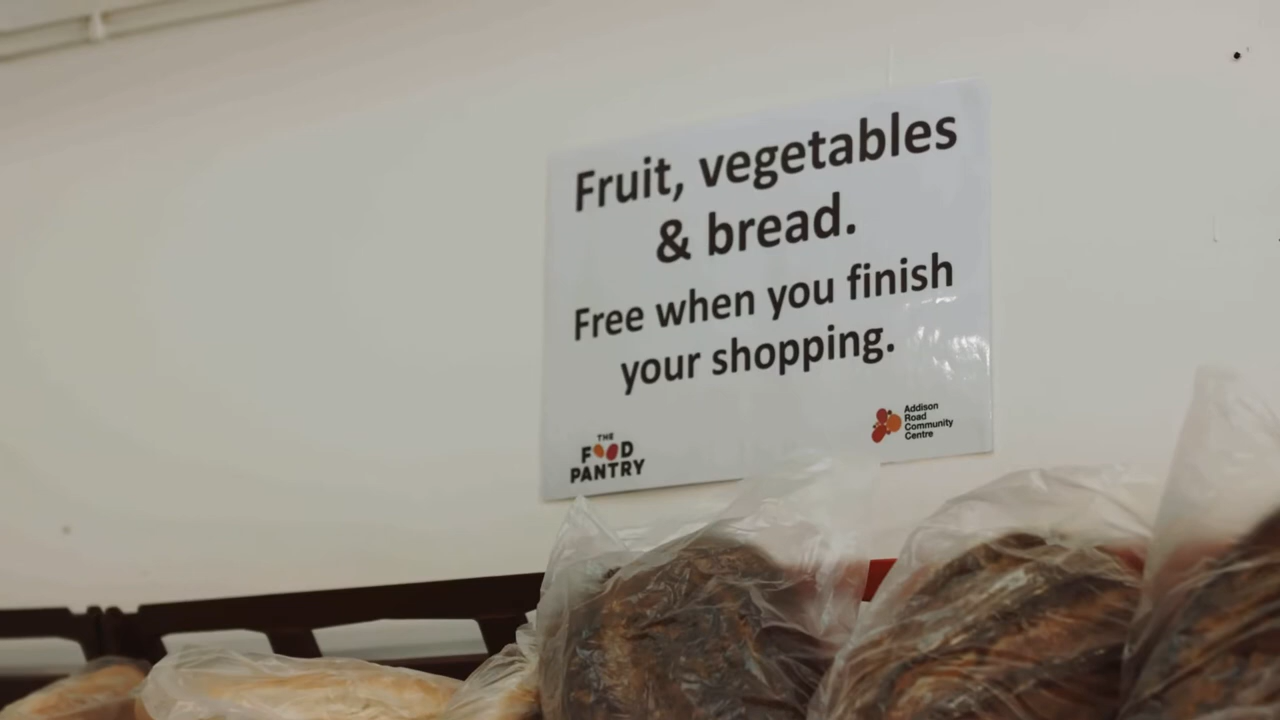 Fruit, vegetables
& bread.
Free when you finish
your shopping.
THE
FOOD
PANTRY
Addison
Road
Community
Centre